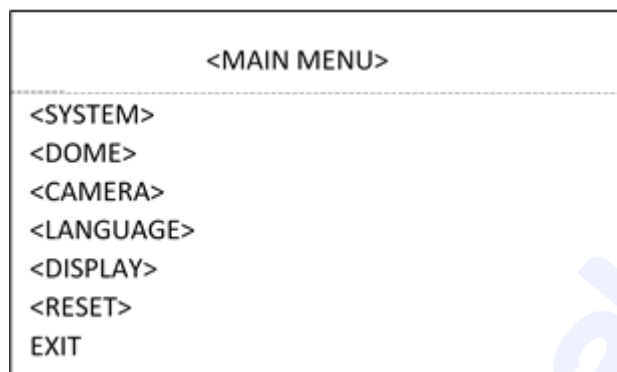 <MAIN MENU>
<SYSTEM>
<DOME>
<CAMERA>
<LANGUAGE>
<DISPLAY>
<RESET>
EXIT